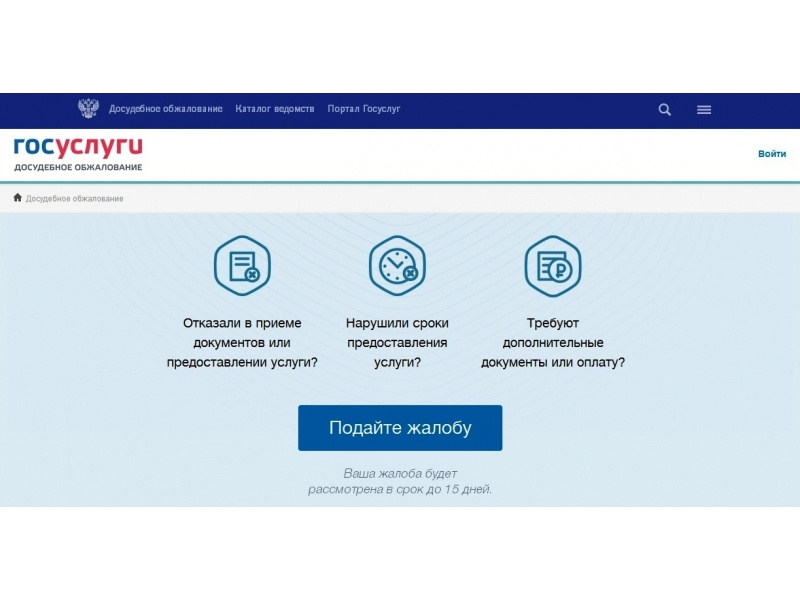 Досудебное обжалование Каталог ведомств Портал Госуслуг
госуслуги
ДОСУДЕБНОЕ ОБЖАЛОВАНИЕ
Войти
Досудебное обжалование
Отказали в приеме
документов или
предоставлении услуги?
Нарушили сроки
предоставления
услуги?
Требуют
дополнительные
документы или оплату?
Подайте жалобу
Ваша жалоба будет
рассмотрена в срок до 15 дней.